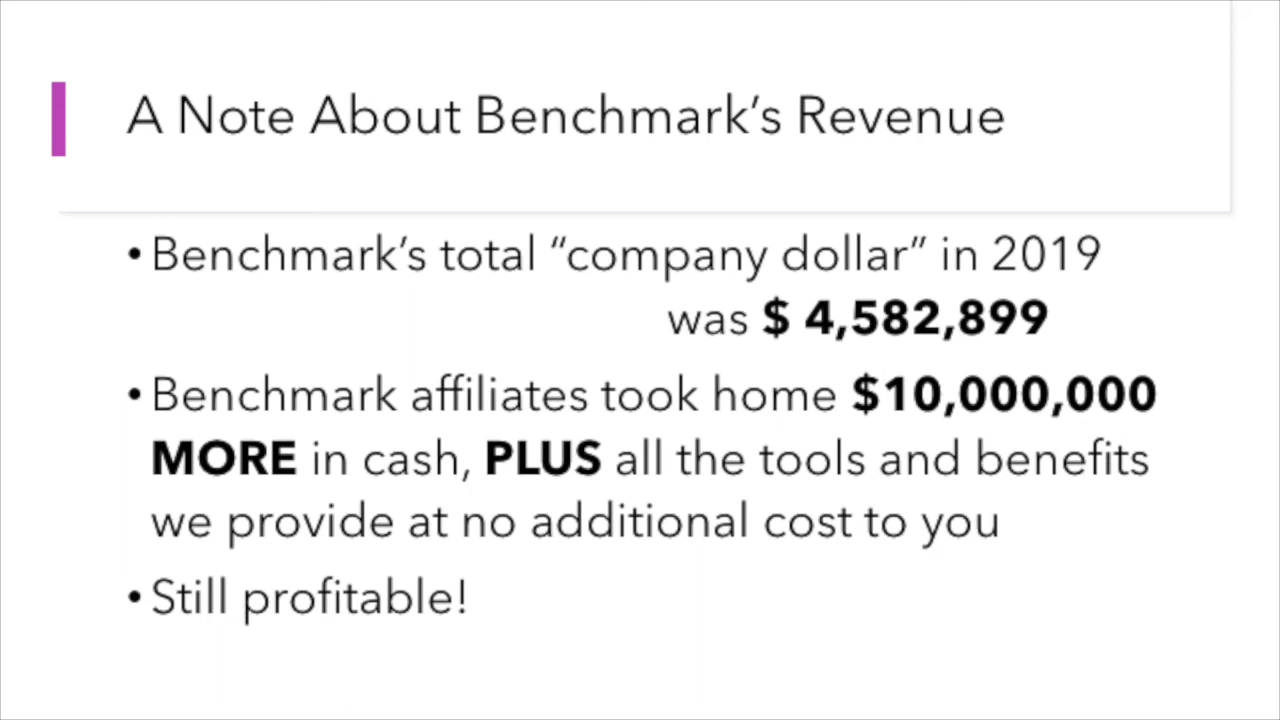 A Note About Benchmark’s Revenue
• Benchmark’s total “company dollar” in 2019
was $ 4,582,899
• Benchmark affiliates took home $10,000,000
MORE in cash, PLUS all the tools and benefits
we provide at no additional cost to you
• Still profitable!